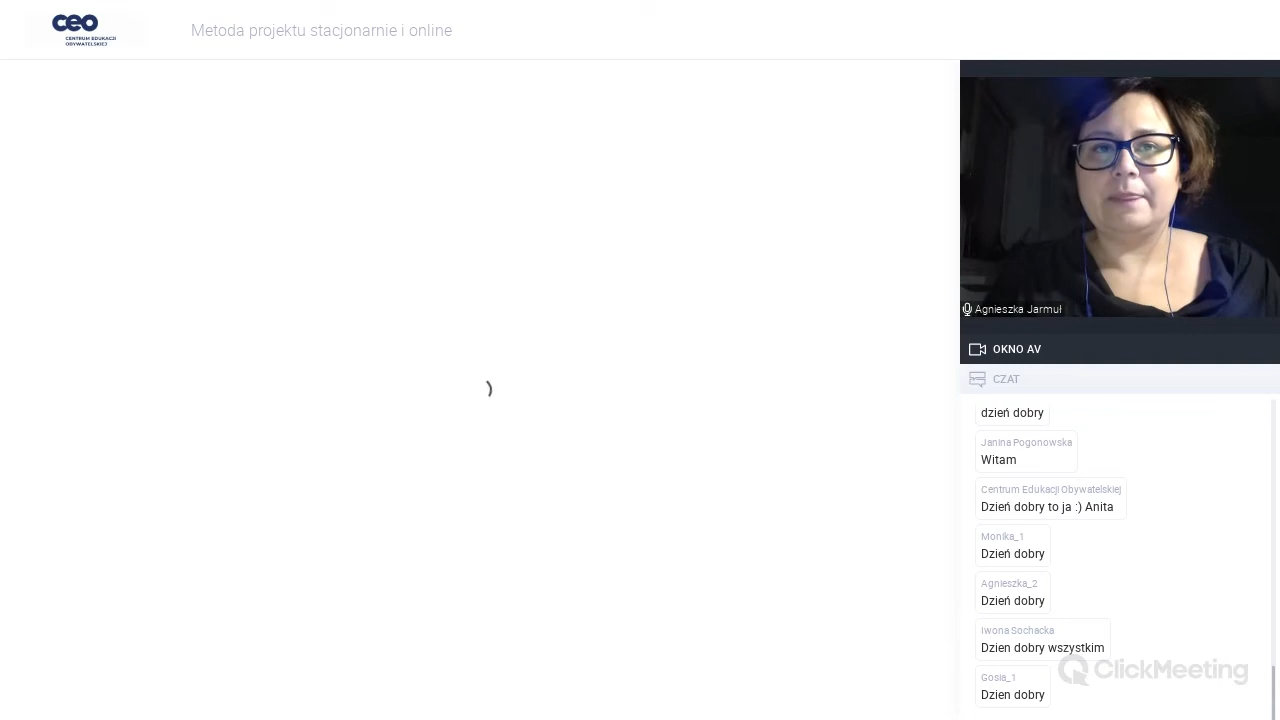 ceo
CENTRUM EDUKACJI
OBYWATELSKIEJ
Metoda projektu stacjonarnie i online
Agnieszka Jarmuł
OKNO AV
CZAT
dzień dobry
Janina Pogonowska
Witam
Centrum Edukacji Obywatelskiej
Dzień dobry to ja :) Anita
Monika_1
Dzień dobry
Agnieszka_2
Dzień dobry
Iwona Sochacka
Dzien dobry wszystkim
ClickMeeting
Gosia_1
Dzien dobry